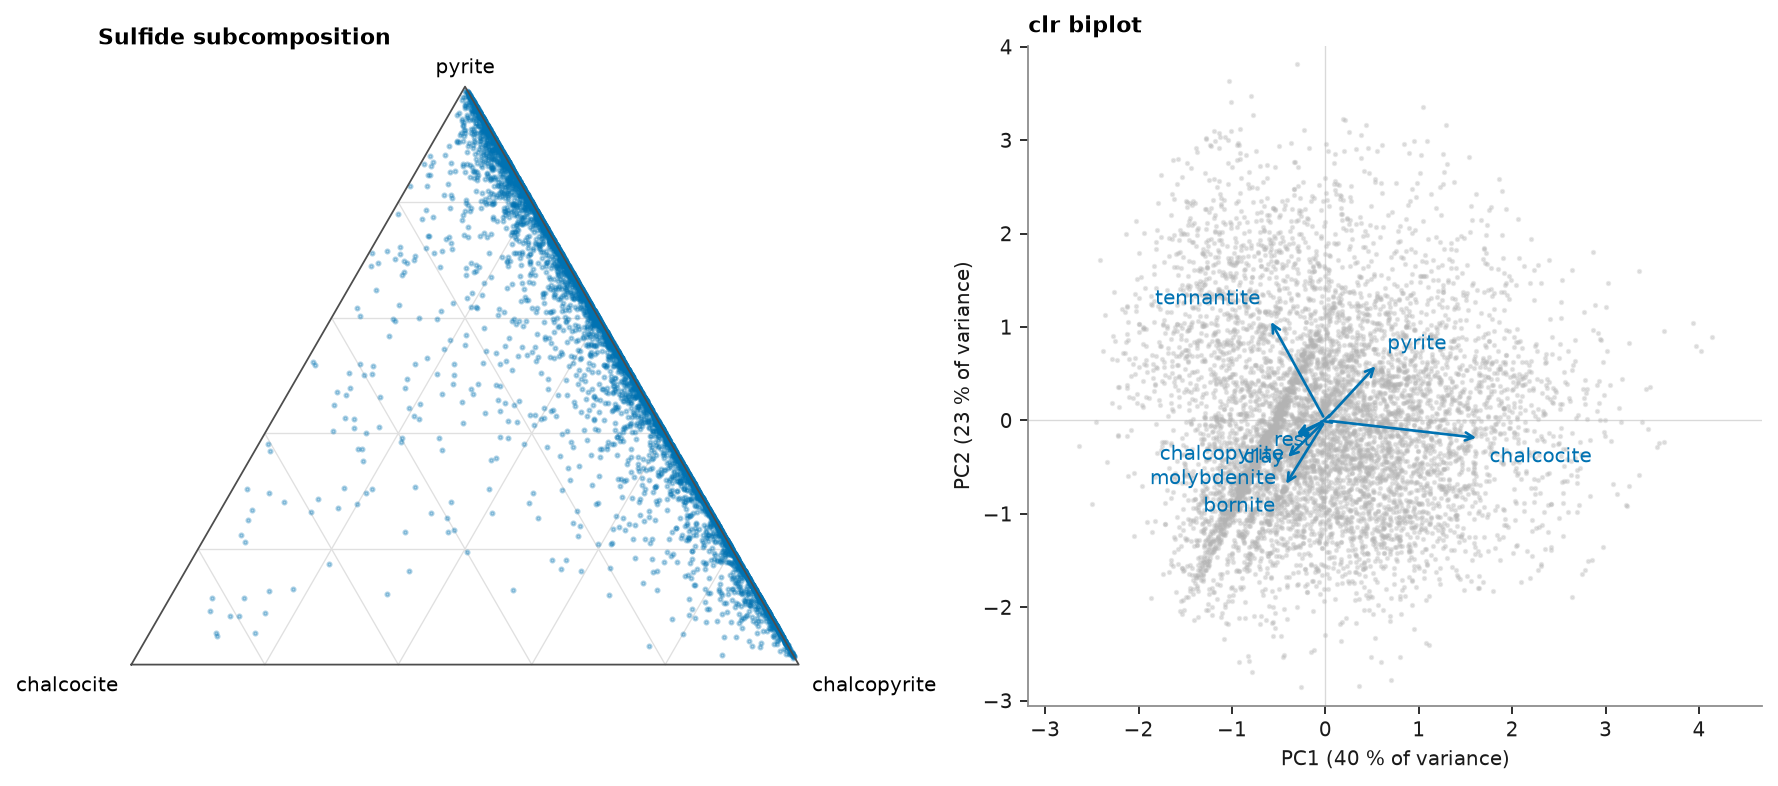 Sulfide subcomposition
pyrite
chalcocite
chalcopyrite
clr biplot
4
3
2
1
0
−1
−2
−3
PC2 (23 % of variance)
tennantite
pyrite
rest
chalcopyrite
clay
chalcocite
molybdenite
bornite
−3
−2
−1
0
1
2
3
4
PC1 (40 % of variance)